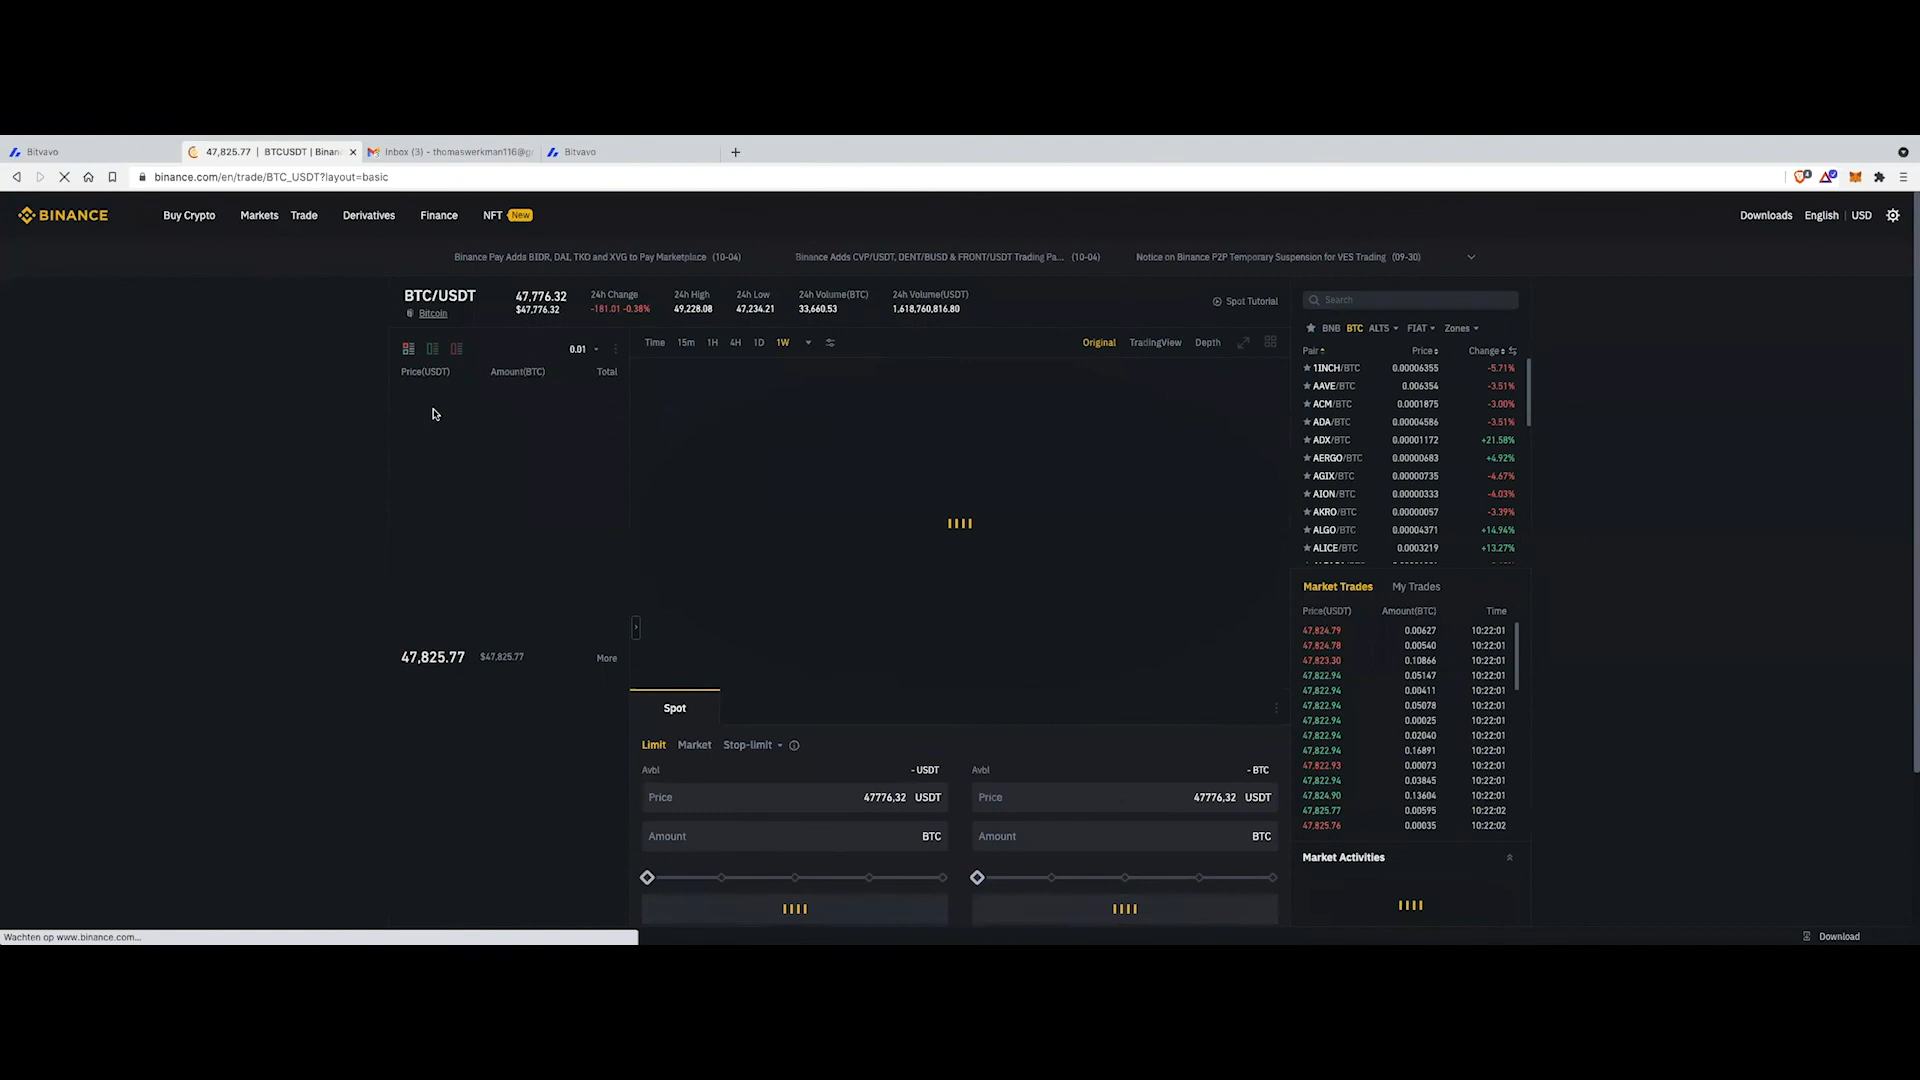 Bitvavo
47,825.77 | BTCUSDT | Binan
Inbox (3) - thomaswerkman116@g
Bitvavo
binance.com/en/trade/BTC_USDT?layout=basic
BINANCE
Buy Crypto Markets Trade Derivatives Finance NFT New
Downloads English USD
Binance Pay Adds BIDR, DAI, TKO and XVG to Pay Marketplace (10-04)
Binance Adds CVP/USDT, DENT/BUSD & FRONT/USDT Trading Pa... (10-04)
Notice on Binance P2P Temporary Suspension for VES Trading (09-30)
BTC/USDT
Bitcoin
47,776.32
$47,776.32
24h Change
-181.01 -0.38%
24h High
49,228.08
24h Low
47,234.21
24h Volume(BTC)
33,660.53
24h Volume(USDT)
1,618,760,816.80
Spot Tutorial
0.01
Price(USDT) Amount(BTC) Total
47,825.77 $47,825.77 More
Time 15m 1H 4H 1D 1W
Original TradingView Depth
Spot
Limit Market Stop-limit
Avbl - USDT
Price 47776,32 USDT
Amount BTC
Avbl - BTC
Price 47776,32 USDT
Amount BTC
Search
BNB BTC ALTS FIAT Zones
Pair Price Change
1INCH/BTC 0.00006355 -5.71%
AAVE/BTC 0.006354 -3.51%
ACM/BTC 0.0001875 -3.00%
ADA/BTC 0.00004586 -3.51%
ADX/BTC 0.00001172 +21.58%
AERGO/BTC 0.00000683 +4.92%
AGIX/BTC 0.00000735 -4.67%
AION/BTC 0.00000333 -4.03%
AKRO/BTC 0.00000057 -3.39%
ALGO/BTC 0.00004371 +14.94%
ALICE/BTC 0.0003219 +13.27%
Market Trades My Trades
Price(USDT) Amount(BTC) Time
47,824.79 0.00627 10:22:01
47,824.78 0.00540 10:22:01
47,823.30 0.10866 10:22:01
47,822.94 0.05147 10:22:01
47,822.94 0.00411 10:22:01
47,822.94 0.05078 10:22:01
47,822.94 0.00025 10:22:01
47,822.94 0.02040 10:22:01
47,822.94 0.16891 10:22:01
47,822.93 0.00073 10:22:01
47,822.94 0.03845 10:22:01
47,824.90 0.13604 10:22:01
47,825.77 0.00595 10:22:02
47,825.76 0.00035 10:22:02
Market Activities
Wachten op www.binance.com...
Download